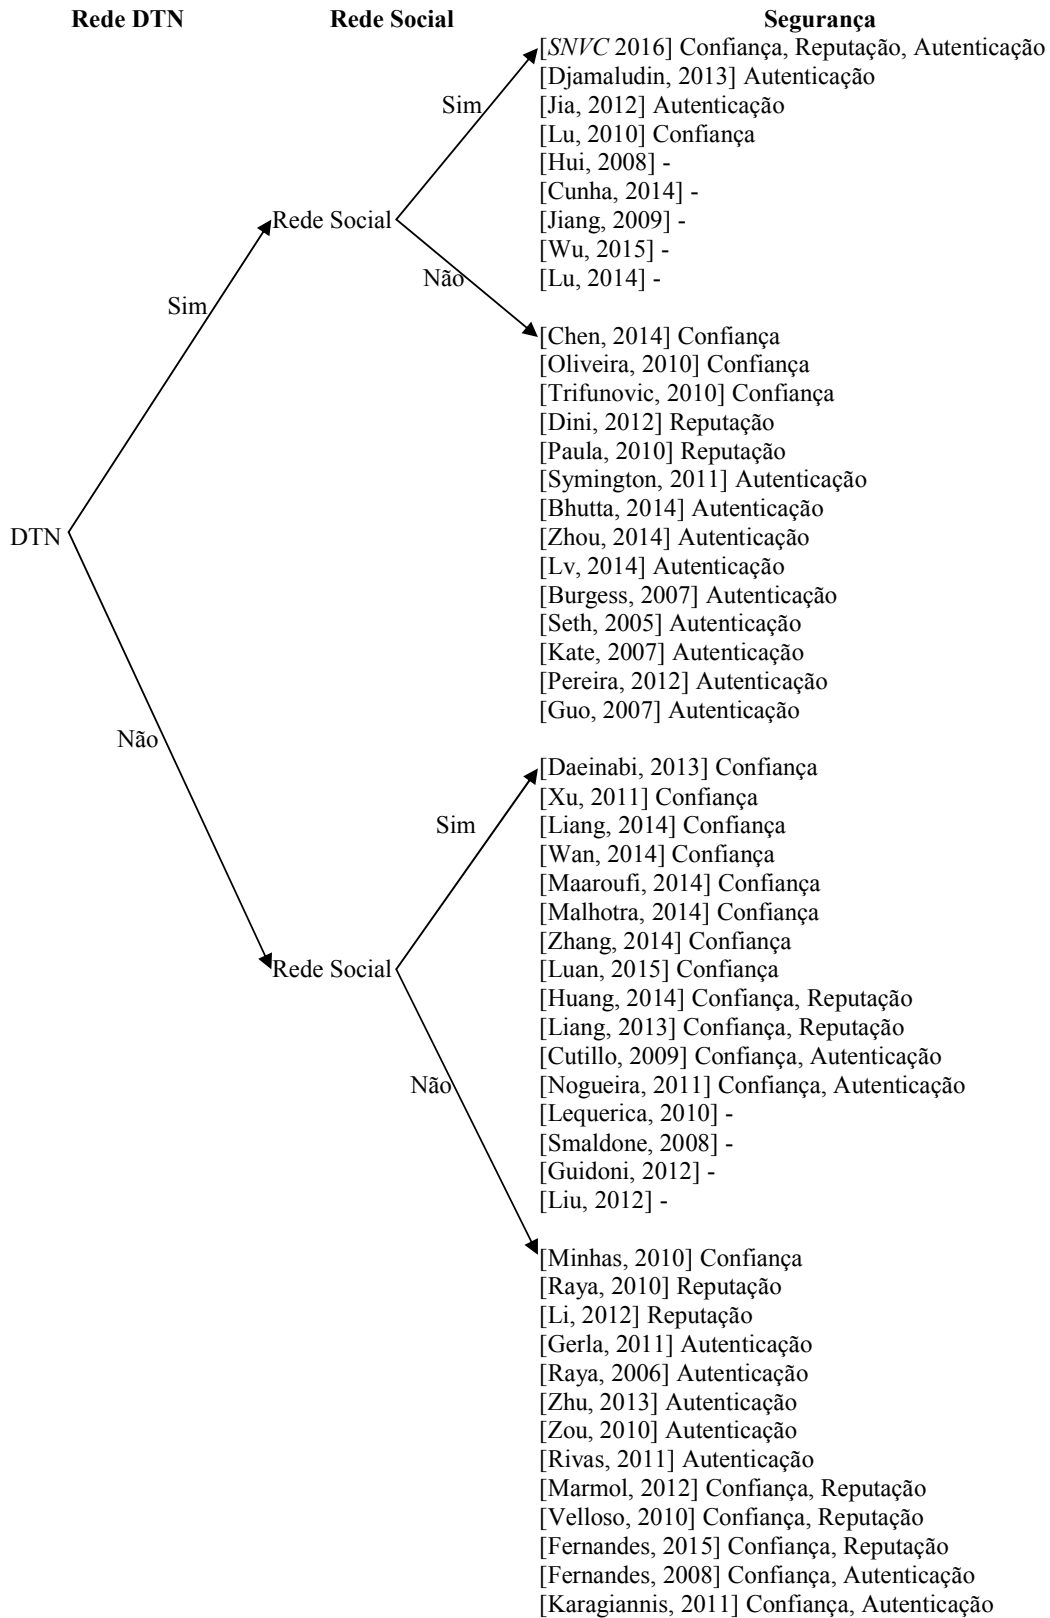 Rede DTN Rede Social Segurança
[SNVC 2016] Confiança, Reputação, Autenticação
[Djamaludin, 2013] Autenticação
Sim
[Jia, 2012] Autenticação
[Lu, 2010] Confiança
[Hui, 2008] -
[Cunha, 2014] -
Rede Social
[Jiang, 2009] -
[Wu, 2015] -
Não
[Lu, 2014] -
Sim
[Chen, 2014] Confiança
[Oliveira, 2010] Confiança
[Trifunovic, 2010] Confiança
[Dini, 2012] Reputação
[Paula, 2010] Reputação
[Symington, 2011] Autenticação
[Bhutta, 2014] Autenticação
DTN
[Zhou, 2014] Autenticação
[Lv, 2014] Autenticação
[Burgess, 2007] Autenticação
[Seth, 2005] Autenticação
[Kate, 2007] Autenticação
[Pereira, 2012] Autenticação
[Guo, 2007] Autenticação
Não
[Daeinabi, 2013] Confiança
[Xu, 2011] Confiança
Sim
[Liang, 2014] Confiança
[Wan, 2014] Confiança
[Maaroufi, 2014] Confiança
[Malhotra, 2014] Confiança
[Zhang, 2014] Confiança
Rede Social
[Luan, 2015] Confiança
[Huang, 2014] Confiança, Reputação
[Liang, 2013] Confiança, Reputação
[Cutillo, 2009] Confiança, Autenticação
Não
[Nogueira, 2011] Confiança, Autenticação
[Lequerica, 2010] -
[Smaldone, 2008] -
[Guidoni, 2012] -
[Liu, 2012] -
[Minhas, 2010] Confiança
[Raya, 2010] Reputação
[Li, 2012] Reputação
[Gerla, 2011] Autenticação
[Raya, 2006] Autenticação
[Zhu, 2013] Autenticação
[Zou, 2010] Autenticação
[Rivas, 2011] Autenticação
[Marmol, 2012] Confiança, Reputação
[Velloso, 2010] Confiança, Reputação
[Fernandes, 2015] Confiança, Reputação
[Fernandes, 2008] Confiança, Autenticação
[Karagiannis, 2011] Confiança, Autenticação